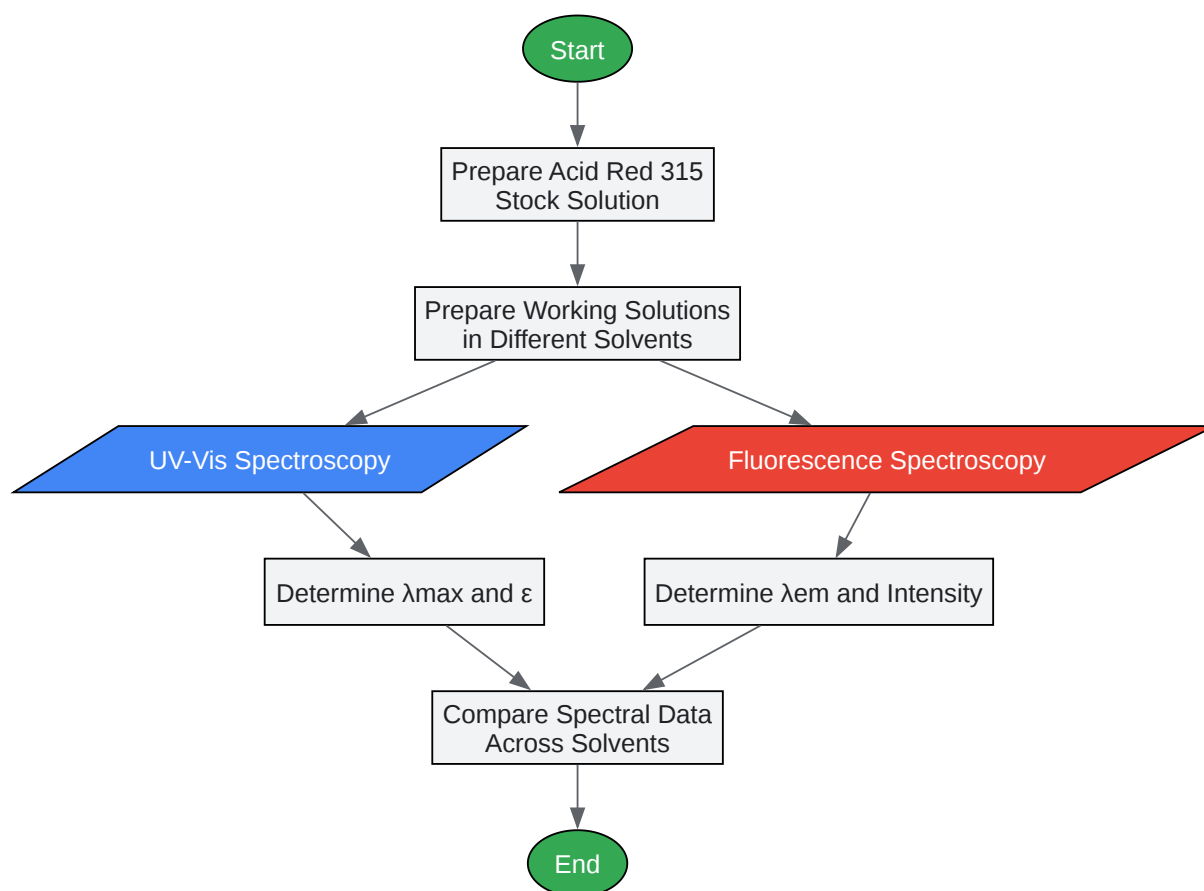 Start
Prepare Acid Red 315
Stock Solution
Prepare Working Solutions
in Different Solvents
UV-Vis Spectroscopy
Fluorescence Spectroscopy
Determine λmax and ε
Determine λem and Intensity
Compare Spectral Data
Across Solvents
End